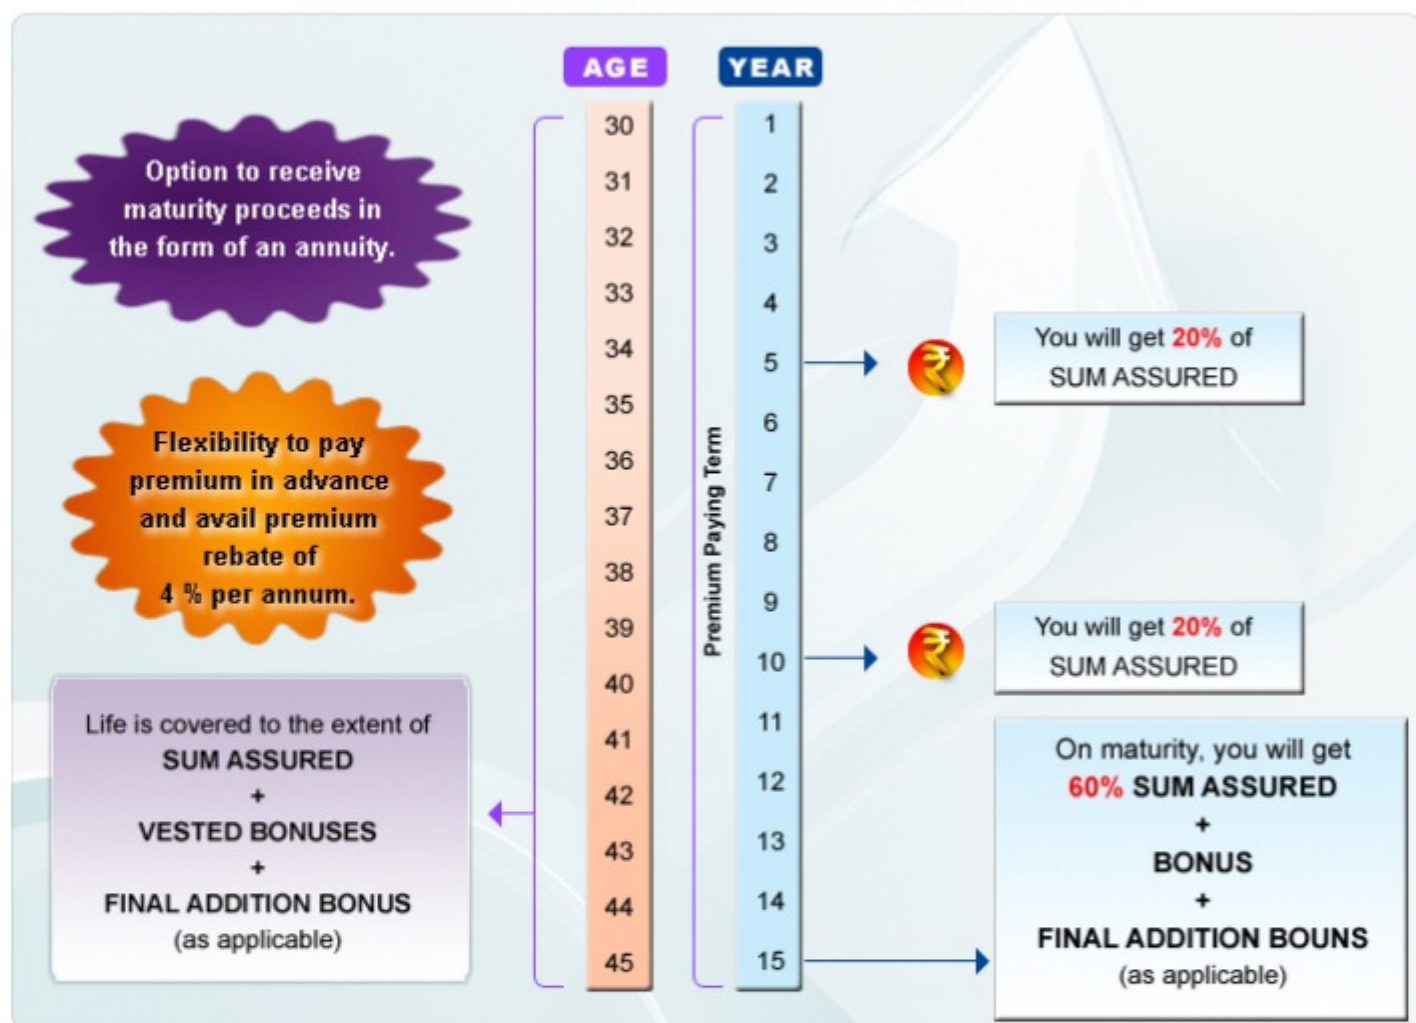 AGE
YEAR
Option to receive
maturity proceeds in
the form of an annuity.
Flexibility to pay
premium in advance
and avail premium
rebate of
4 % per annum.
Life is covered to the extent of
SUM ASSURED
+
VESTED BONUSES
+
FINAL ADDITION BONUS
(as applicable)
30
31
32
33
34
35
36
37
38
39
40
41
42
43
44
45
Premium Paying Term
1
2
3
4
5
6
7
8
9
10
11
12
13
14
15
₹
You will get 20% of
SUM ASSURED
₹
You will get 20% of
SUM ASSURED
On maturity, you will get
60% SUM ASSURED
+
BONUS
+
FINAL ADDITION BOUNS
(as applicable)